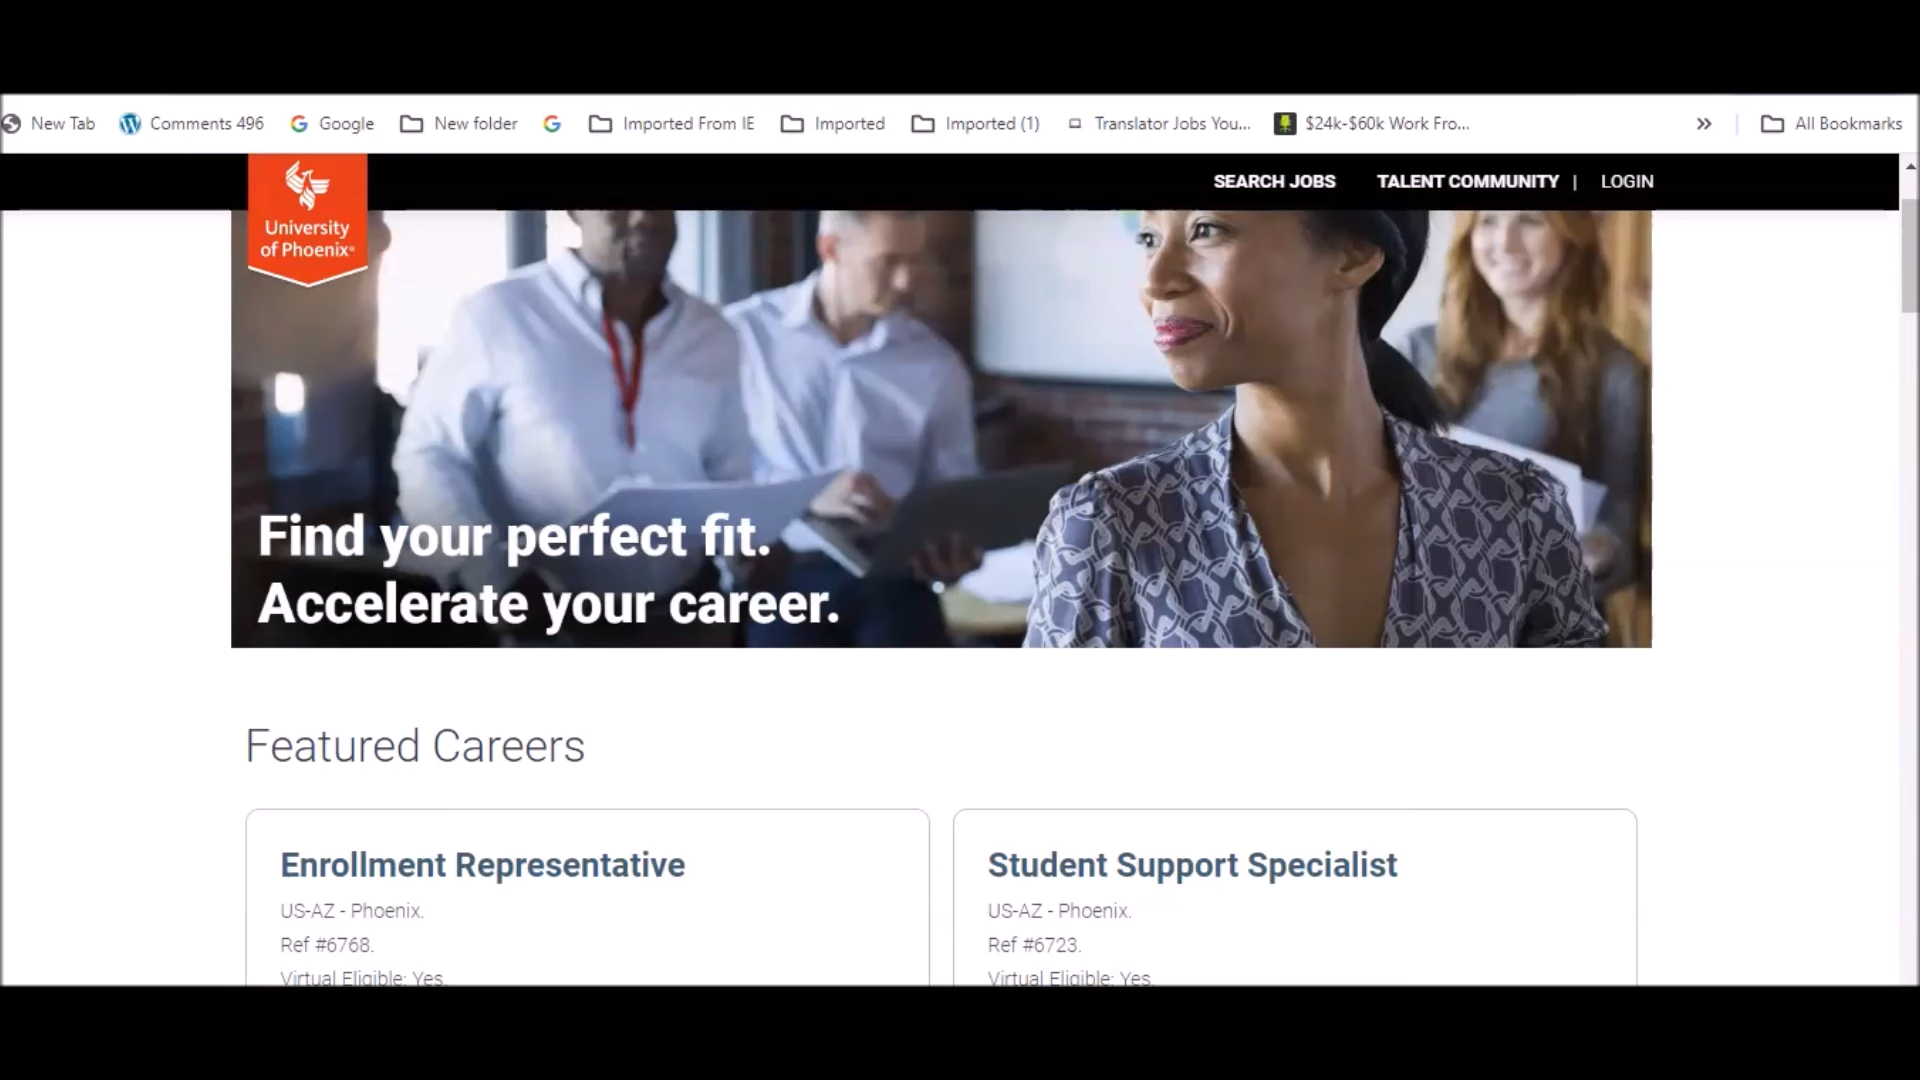 New Tab
Comments 496
Google
New folder
Imported From IE
Imported
Imported (1)
Translator Jobs You...
$24k-$60k Work Fro...
All Bookmarks
University
of Phoenix®
SEARCH JOBS
TALENT COMMUNITY |
LOGIN
Find your perfect fit.
Accelerate your career.
Featured Careers
Enrollment Representative
US-AZ - Phoenix.
Ref #6768.
Virtual Eligible: Yes.
Student Support Specialist
US-AZ - Phoenix.
Ref #6723.
Virtual Eligible: Yes.